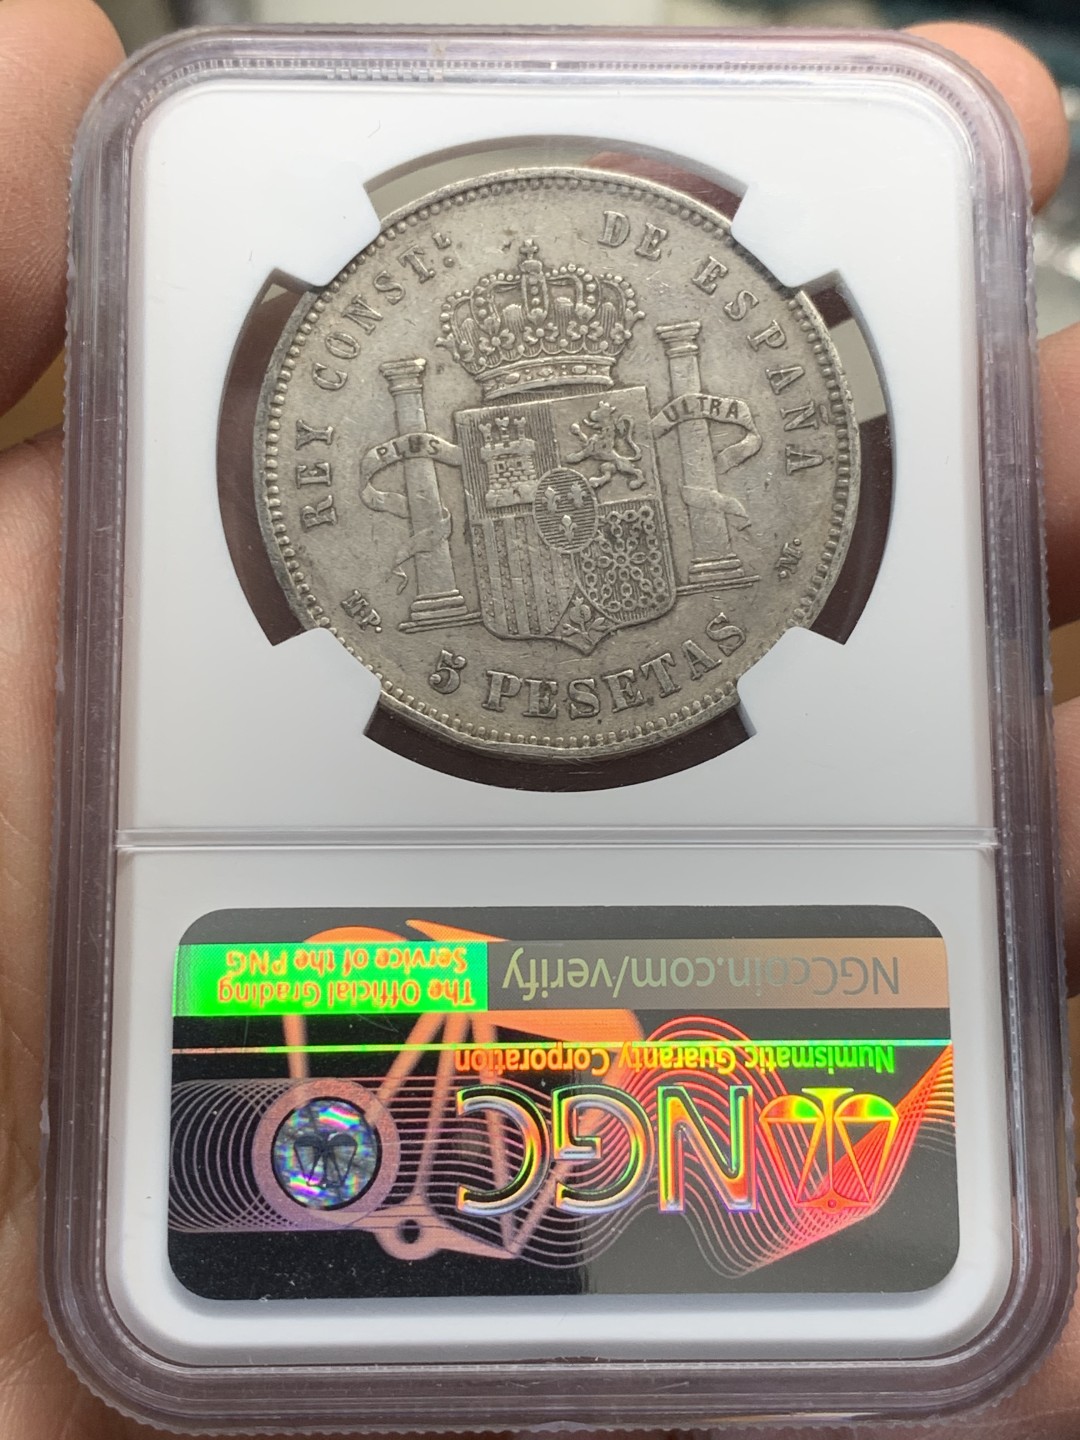 REY CONST.L DE ESPAÑA
PLUS ULTRA
MP. M.
5 PESETAS
NGC
Numismatic Guaranty Corporation
NGCcoin.com/verify
The Official Grading
Service of the PNG